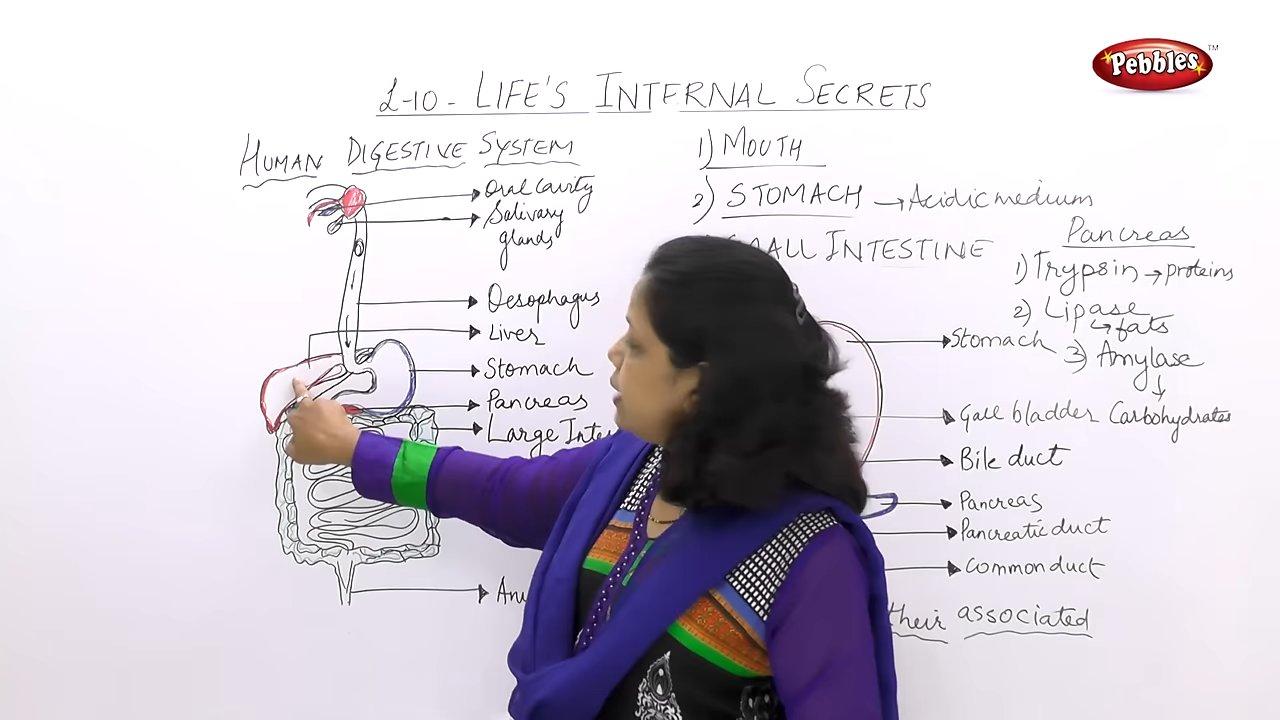 Pebbles TM
L-10 - LIFE'S INTERNAL SECRETS
HUMAN DIGESTIVE SYSTEM
Oral cavity
Salivary
glands
Oesophagus
Liver
Stomach
Pancreas
Large
1) MOUTH
2) STOMACH → Acidic medium
INTESTINE
Pancreas
1) Trypsin → proteins
2) Lipase
↳ fats
3) Amylase
↓
Carbohydrates
Stomach
Gall bladder
Bile duct
Pancreas
Pancreatic duct
Common duct
their associated